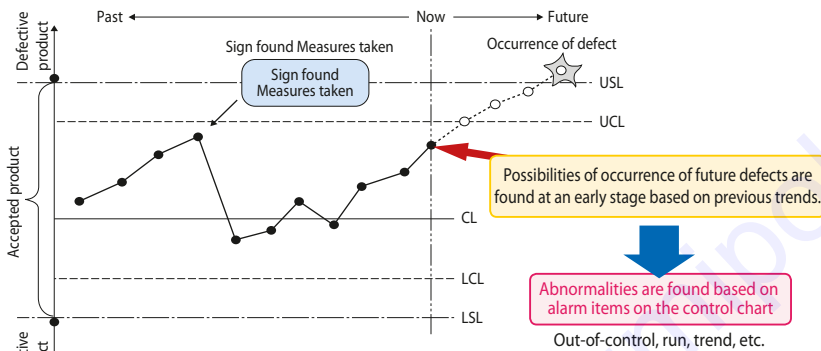 Past
Now
Future
Defective
product
Sign found Measures taken
Occurrence of defect
Sign found
Measures taken
USL
UCL
Accepted product
Possibilities of occurrence of future defects are
found at an early stage based on previous trends.
CL
LCL
Abnormalities are found based on
alarm items on the control chart
LSL
Out-of-control, run, trend, etc.